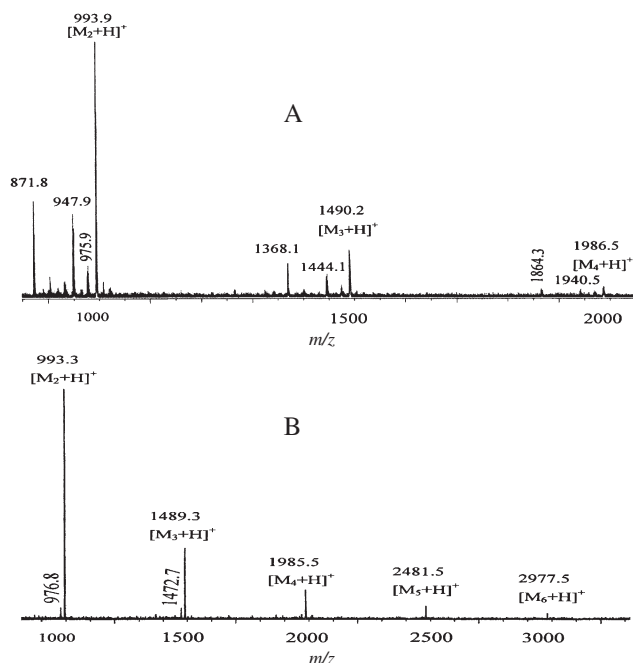 993.9
[M₂+H]⁺
A
871.8
947.9
975.9
1368.1
1444.1
1490.2
[M₃+H]⁺
1864.3
1940.5
1986.5
[M₄+H]⁺
1000
1500
2000
m/z
993.3
[M₂+H]⁺
B
976.8
1489.3
[M₃+H]⁺
1472.7
1985.5
[M₄+H]⁺
2481.5
[M₅+H]⁺
2977.5
[M₆+H]⁺
1000
1500
2000
2500
3000
m/z